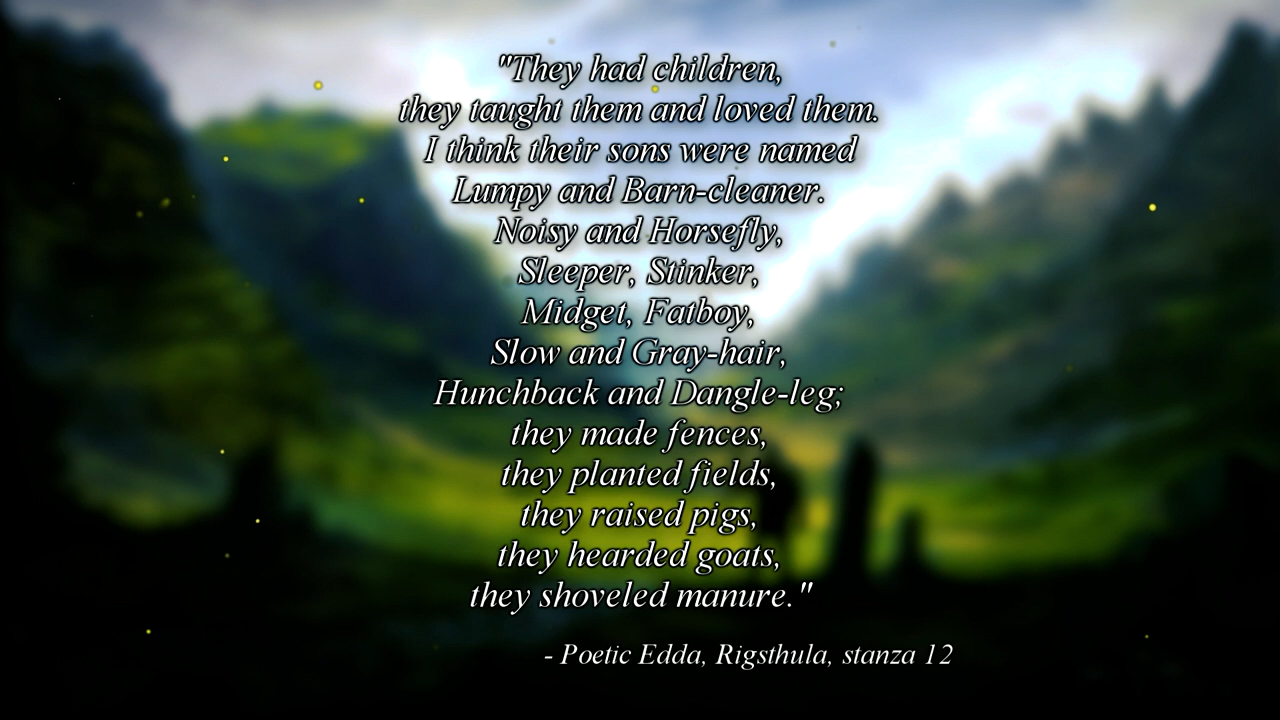 "They had children,
they taught them and loved them.
I think their sons were named
Lumpy and Barn-cleaner.
Noisy and Horsefly,
Sleeper, Stinker,
Midget, Fatboy,
Slow and Gray-hair,
Hunchback and Dangle-leg;
they made fences,
they planted fields,
they raised pigs,
they hearded goats,
they shoveled manure."
- Poetic Edda, Rigsthula, stanza 12